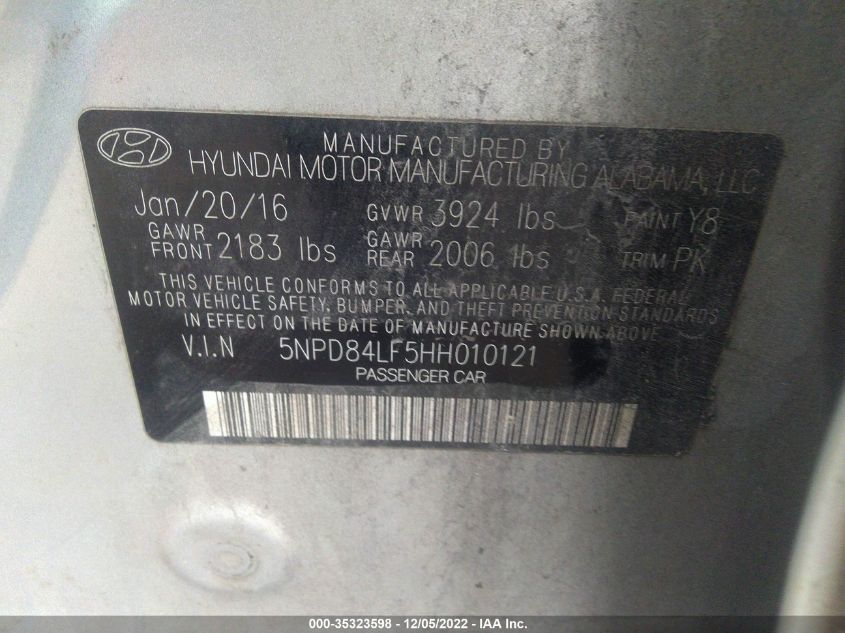 MANUFACTURED BY
HYUNDAI MOTOR MANUFACTURING ALABAMA, LLC
Jan/20/16 GVWR 3924 lbs PAINT Y8
GAWR FRONT 2183 lbs GAWR REAR 2006 lbs TRIM PK
THIS VEHICLE CONFORMS TO ALL APPLICABLE U.S.A. FEDERAL
MOTOR VEHICLE SAFETY, BUMPER, AND THEFT PREVENTION STANDARDS
IN EFFECT ON THE DATE OF MANUFACTURE SHOWN ABOVE
V.I.N 5NPD84LF5HH010121
PASSENGER CAR
000-35323598 - 12/05/2022 - IAA Inc.